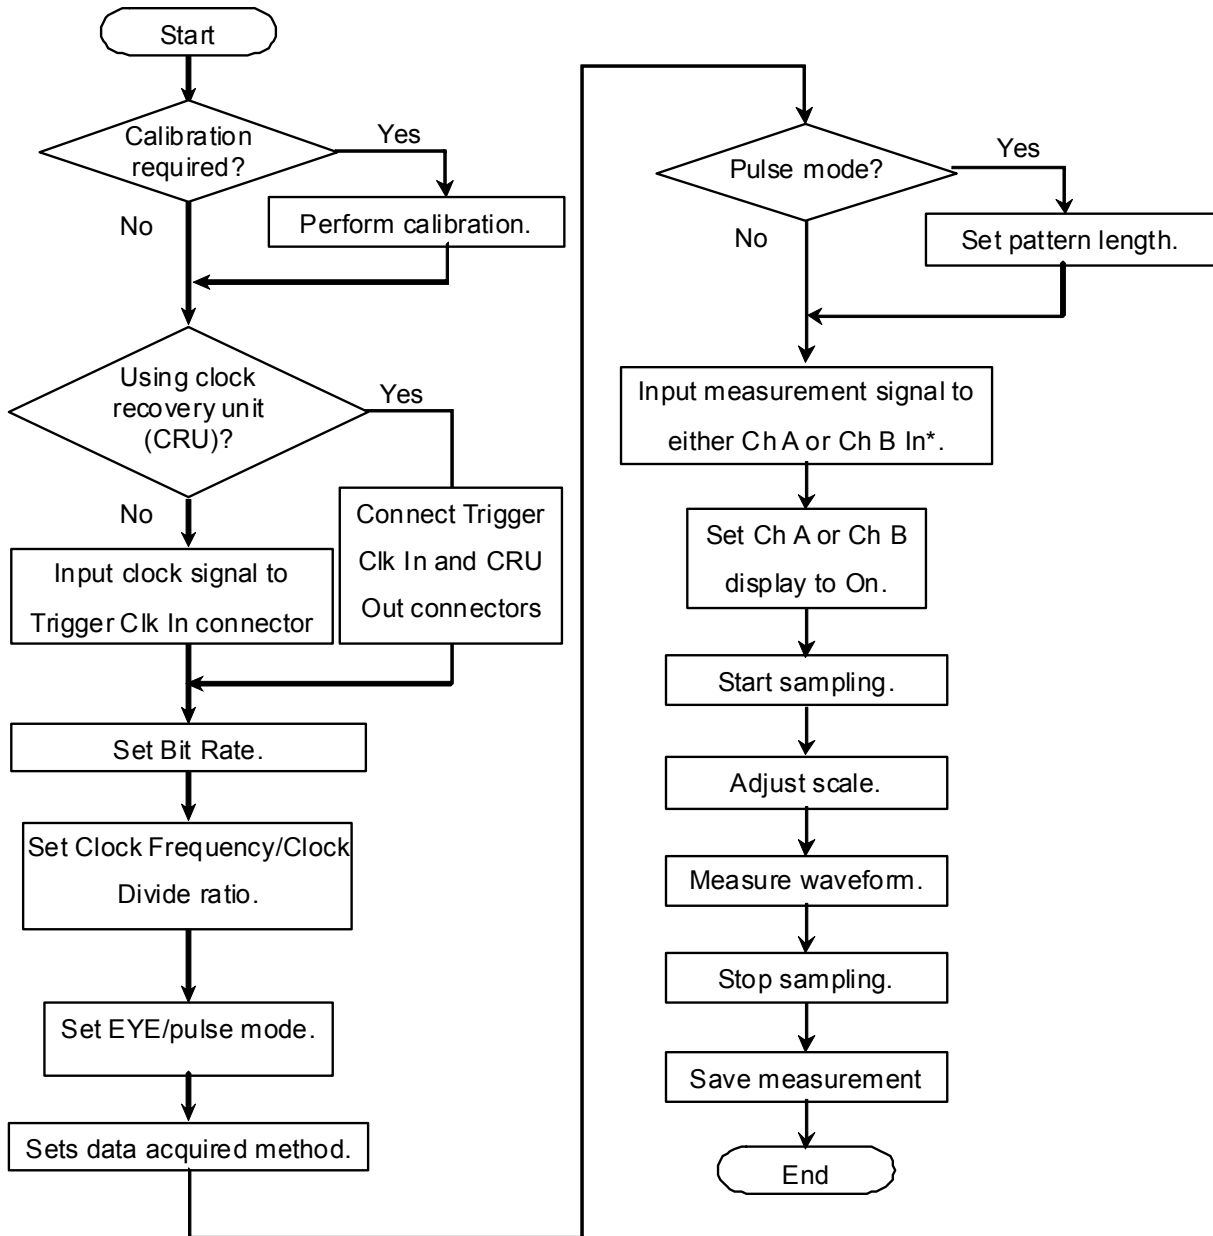 Start
Calibration
required?
Yes
Perform calibration.
No
Using clock
recovery unit
(CRU)?
Yes
No
Connect Trigger
Clk In and CRU
Out connectors
Input clock signal to
Trigger Clk In connector
Set Bit Rate.
Set Clock Frequency/Clock
Divide ratio.
Set EYE/pulse mode.
Sets data acquired method.
Pulse mode?
Yes
Set pattern length.
No
Input measurement signal to
either Ch A or Ch B In*.
Set Ch A or Ch B
display to On.
Start sampling.
Adjust scale.
Measure waveform.
Stop sampling.
Save measurement
End